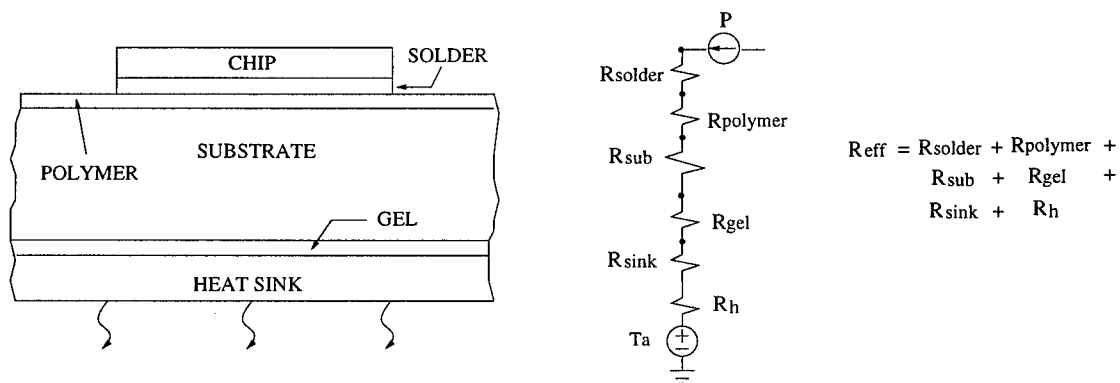 CHIP
SOLDER
POLYMER
SUBSTRATE
GEL
HEAT SINK
P
Rsolder
Rpolymer
Rsub
Rgel
Rsink
Rh
Ta
+
−
Reff = Rsolder + Rpolymer +
Rsub + Rgel +
Rsink + Rh